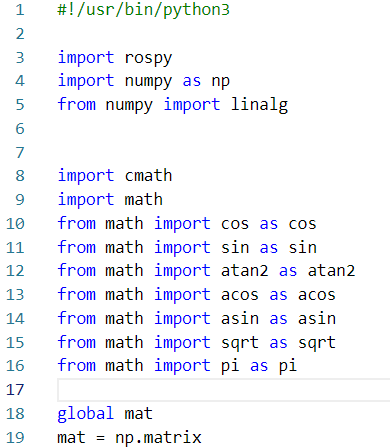 1 #!/usr/bin/python3
2
3 import rospy
4 import numpy as np
5 from numpy import linalg
6
7
8 import cmath
9 import math
10 from math import cos as cos
11 from math import sin as sin
12 from math import atan2 as atan2
13 from math import acos as acos
14 from math import asin as asin
15 from math import sqrt as sqrt
16 from math import pi as pi
17
18 global mat
19 mat = np.matrix